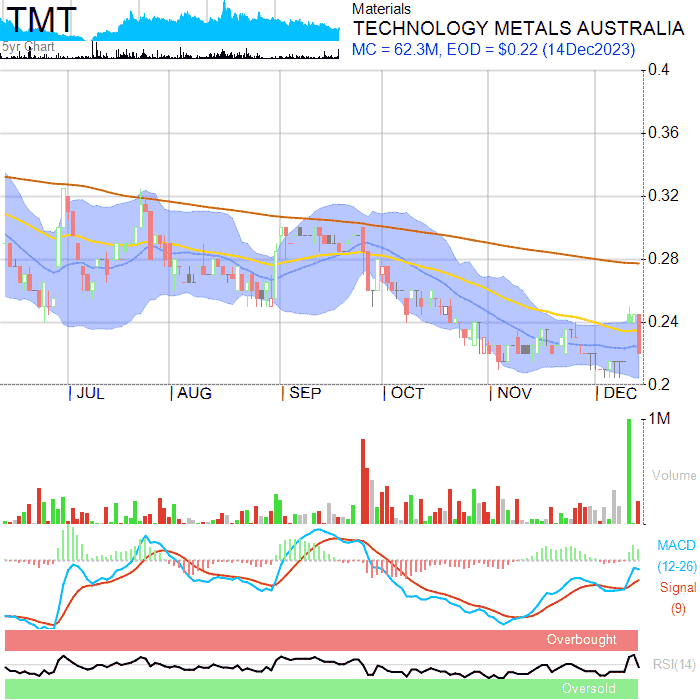 TMT
5yr Chart
Materials
TECHNOLOGY METALS AUSTRALIA
MC = 62.3M, EOD = $0.22 (14Dec2023)
0.4
0.36
0.32
0.28
0.24
0.2
JUL AUG SEP OCT NOV DEC
1M
Volume
MACD
(12-26)
Signal
(9)
Overbought
RSI(14)
Oversold